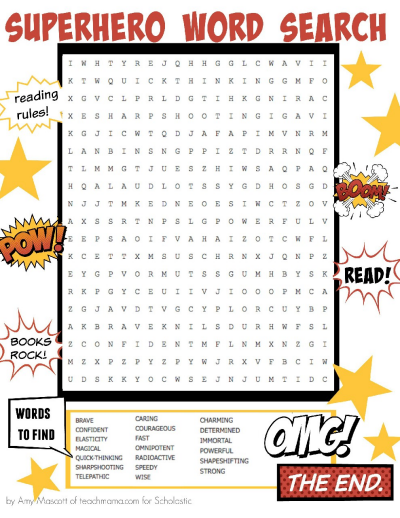 SUPERHERO WORD SEARCH
I W H T Y R E J Q H H G G L C W A V I I
K T W Q U I C K T H I N K I N G G M F O
X G V C L P R L D G T I H K G N I R A C
X E S H A R P S H O O T I N G I G A V I
K G J I C W T Q D J A F A P I M V N R M
L A N B I N S N G P P I Z T D R R N Q F
T L M M G T J U E S Z H I W S A Q P A Q
H Q A L A U D L O T S S Y G D H O S G D
N J J T M K E D N E O E S I W C T X O V
A X S S R T N P S L G P O W E R F U L V
E E P S A O I F V A H A I Z O T C W F L
K C E T T X M S S S C H R N X J Q N P Z
E Y G P V O R M U T S S G U M H B Y K K
R K P G Y C E U I I V J I O O O P M C A
Z G J A V D T V G C Y P L O R C U Y B P
A K B R A V E K N I L S D U R H W F S L
Z C O N F I D E N T M F L N M X N Z G I
M Z X P Z P Y Z P Y W J R X V F B C I W
U D S K K Y O C W S E J N J U M T I D C
reading
rules!
POW!
BOOKS
ROCK!
BOOM!
READ!
WORDS
TO FIND
BRAVE
CONFIDENT
ELASTICITY
MAGICAL
QUICK-THINKING
SHARPSHOOTING
TELEPATHIC
CARING
COURAGEOUS
FAST
OMNIPOTENT
RADIOACTIVE
SPEEDY
WISE
CHARMING
DETERMINED
IMMORTAL
POWERFUL
SHAPESHIFTING
STRONG
OMG!
THE END.
by Amy Mascott of teachmama.com for Scholastic